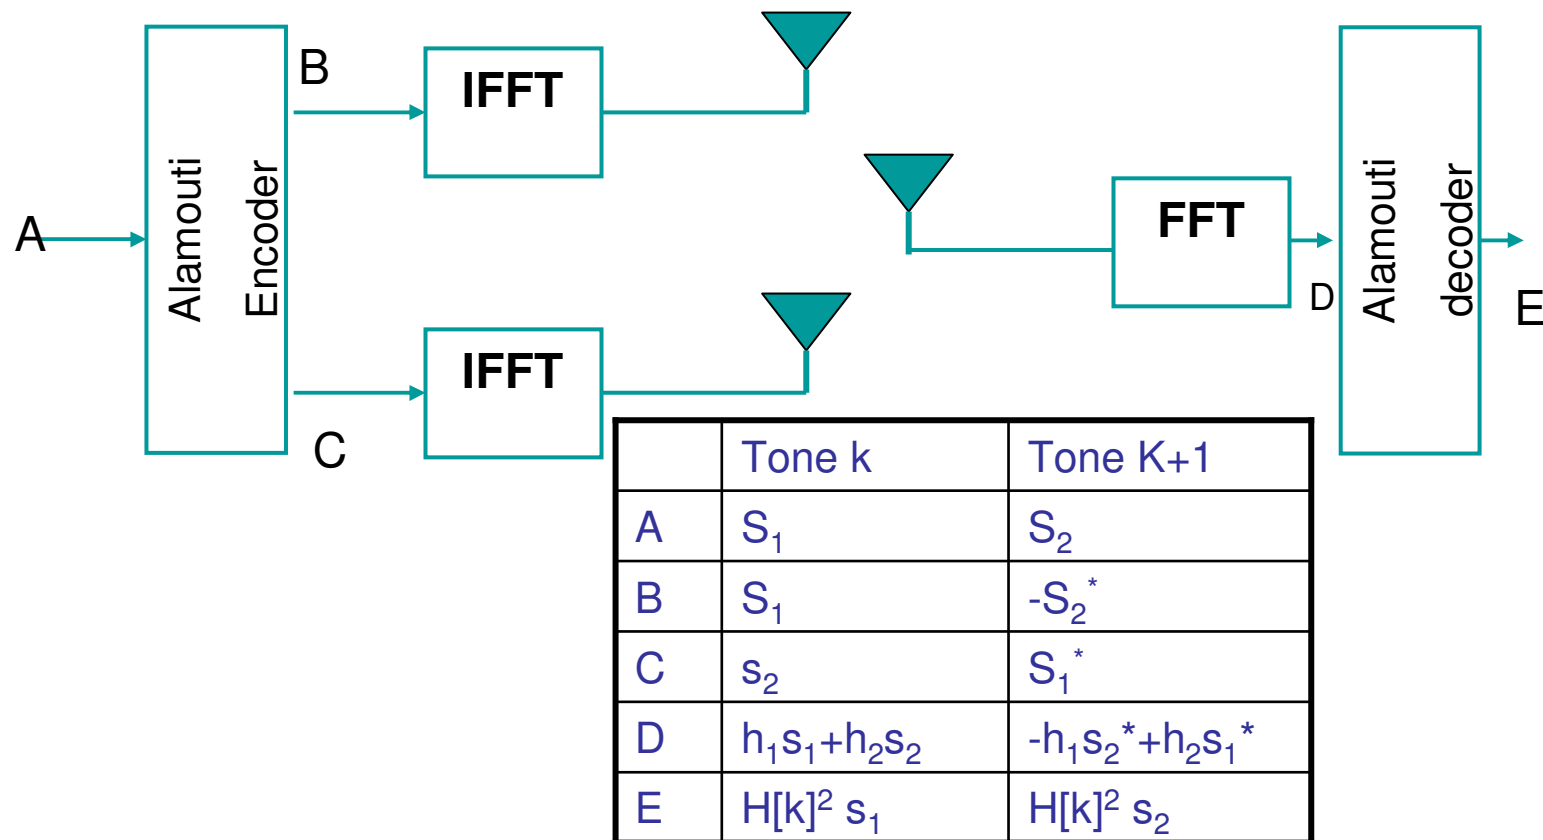 B
IFFT
A
Alamouti
Encoder
FFT
D
Alamouti
decoder
E
IFFT
C
Tone k Tone K+1
A S₁ S₂
B S₁ -S₂*
C s₂ S₁*
D h₁s₁+h₂s₂ -h₁s₂*+h₂s₁*
E H[k]² s₁ H[k]² s₂